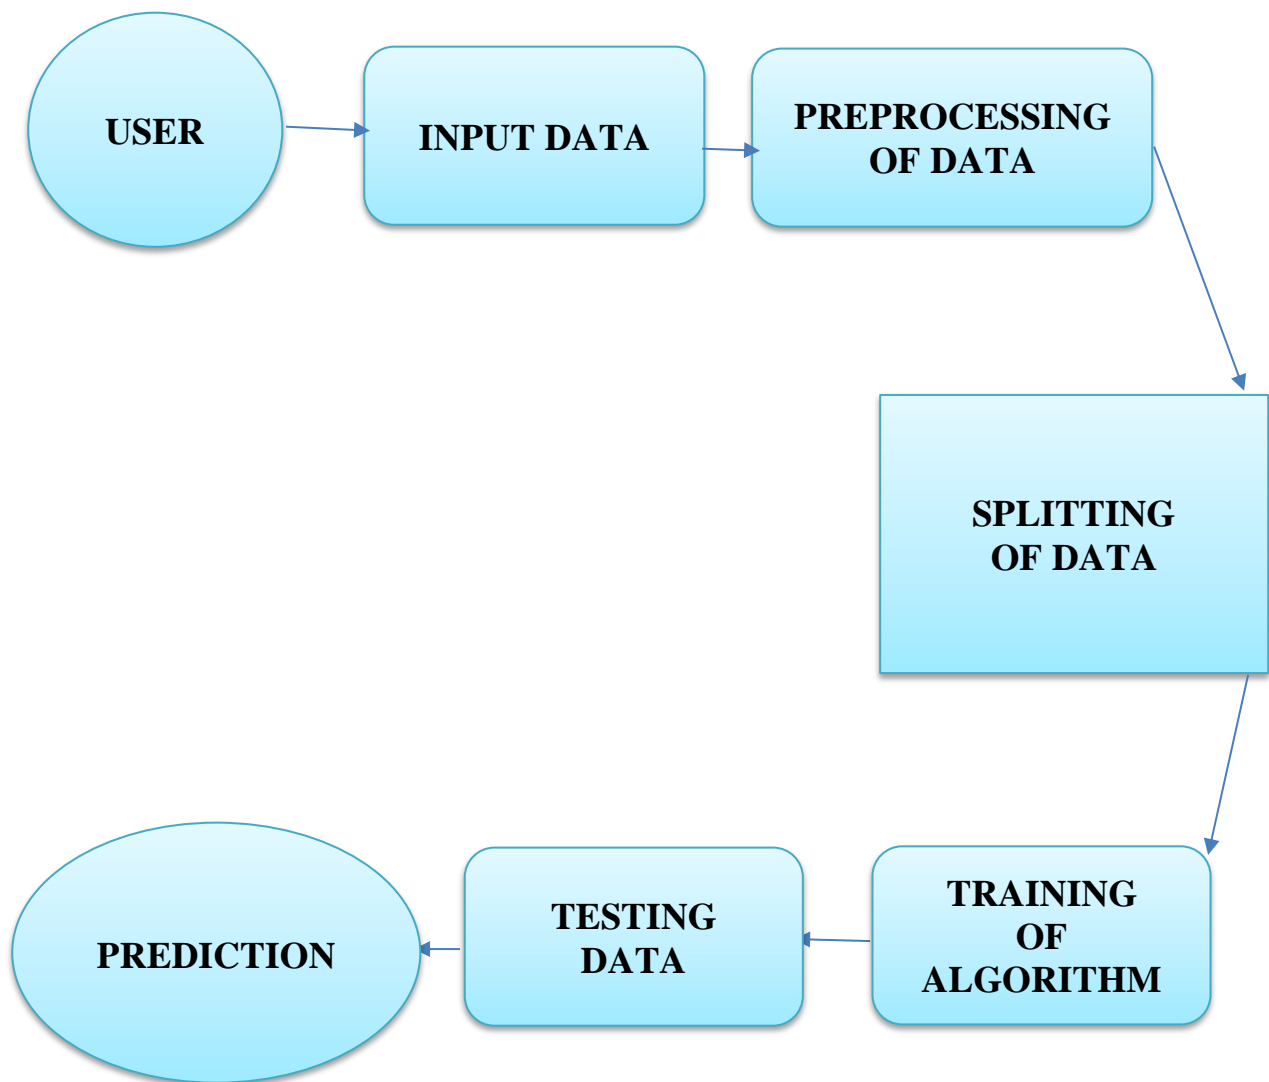 USER
INPUT DATA
PREPROCESSING
OF DATA
SPLITTING
OF DATA
TRAINING
OF
ALGORITHM
TESTING
DATA
PREDICTION